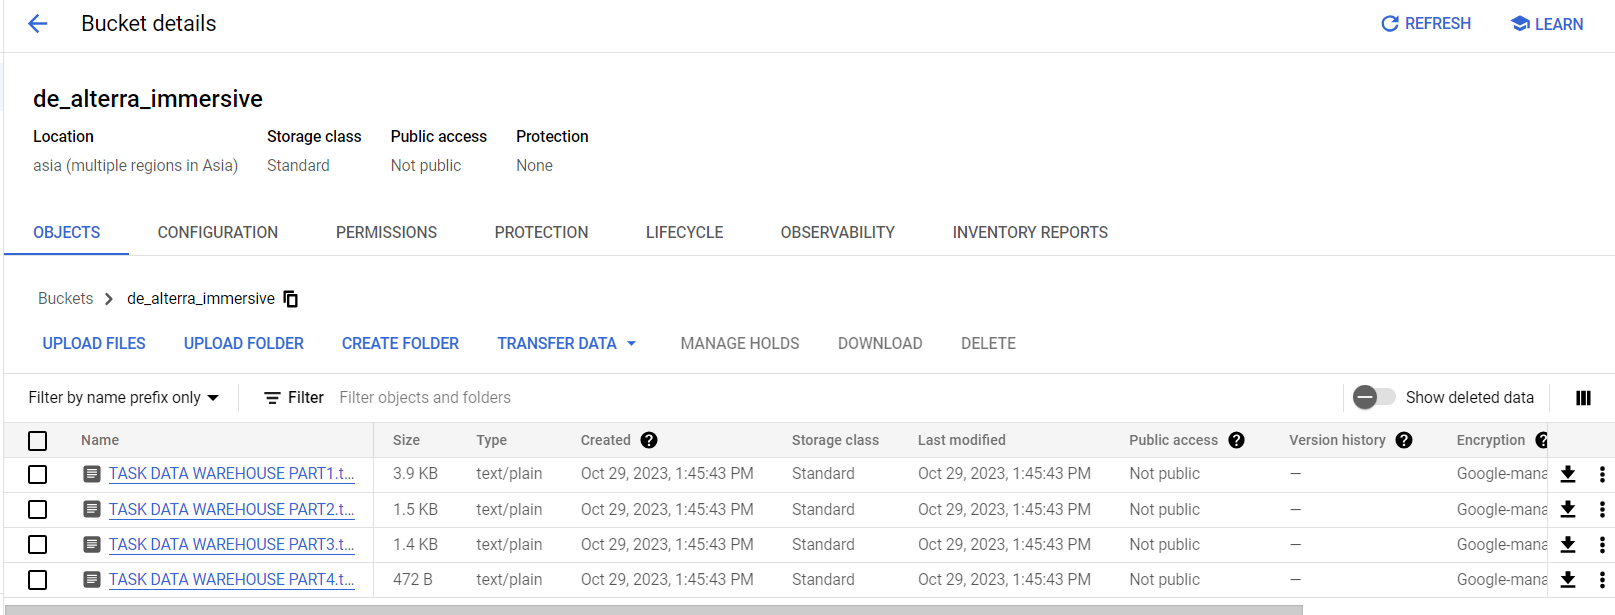 Bucket details REFRESH LEARN
de_alterra_immersive
Location Storage class Public access Protection
asia (multiple regions in Asia) Standard Not public None
OBJECTS CONFIGURATION PERMISSIONS PROTECTION LIFECYCLE OBSERVABILITY INVENTORY REPORTS
Buckets > de_alterra_immersive
UPLOAD FILES UPLOAD FOLDER CREATE FOLDER TRANSFER DATA MANAGE HOLDS DOWNLOAD DELETE
Filter by name prefix only Filter Filter objects and folders Show deleted data
Name Size Type Created ? Storage class Last modified Public access ? Version history ? Encryption ?
TASK DATA WAREHOUSE PART1.t... 3.9 KB text/plain Oct 29, 2023, 1:45:43 PM Standard Oct 29, 2023, 1:45:43 PM Not public — Google-mana
TASK DATA WAREHOUSE PART2.t... 1.5 KB text/plain Oct 29, 2023, 1:45:43 PM Standard Oct 29, 2023, 1:45:43 PM Not public — Google-mana
TASK DATA WAREHOUSE PART3.t... 1.4 KB text/plain Oct 29, 2023, 1:45:43 PM Standard Oct 29, 2023, 1:45:43 PM Not public — Google-mana
TASK DATA WAREHOUSE PART4.t... 472 B text/plain Oct 29, 2023, 1:45:43 PM Standard Oct 29, 2023, 1:45:43 PM Not public — Google-mana